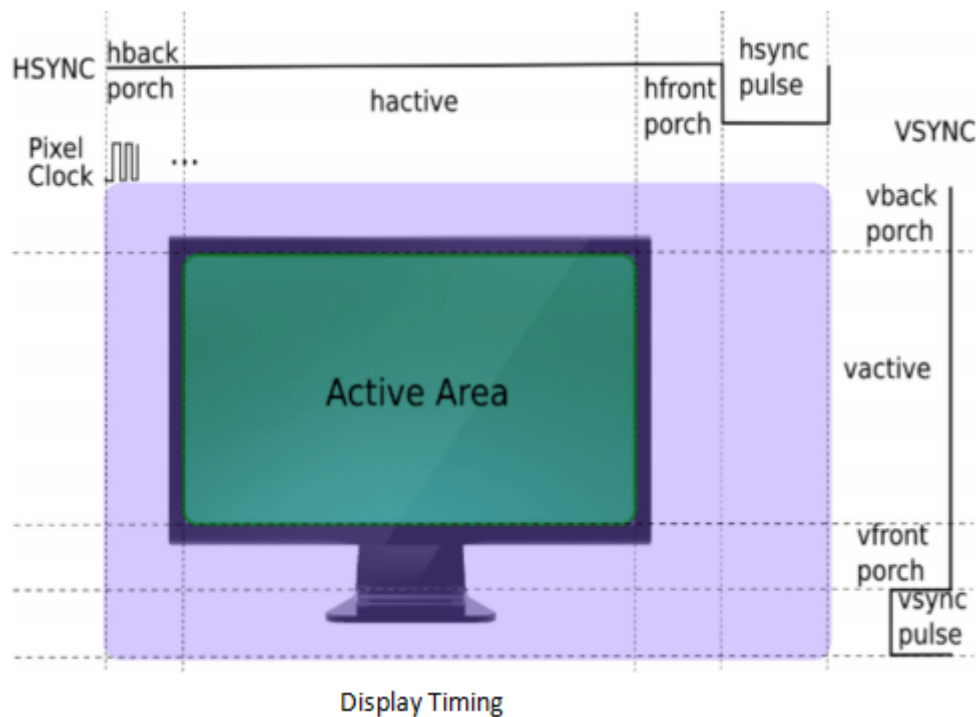 HSYNC
hback
porch
hactive
hfront
porch
hsync
pulse
VSYNC
Pixel
Clock
...
vback
porch
Active Area
vactive
vfront
porch
vsync
pulse
Display Timing